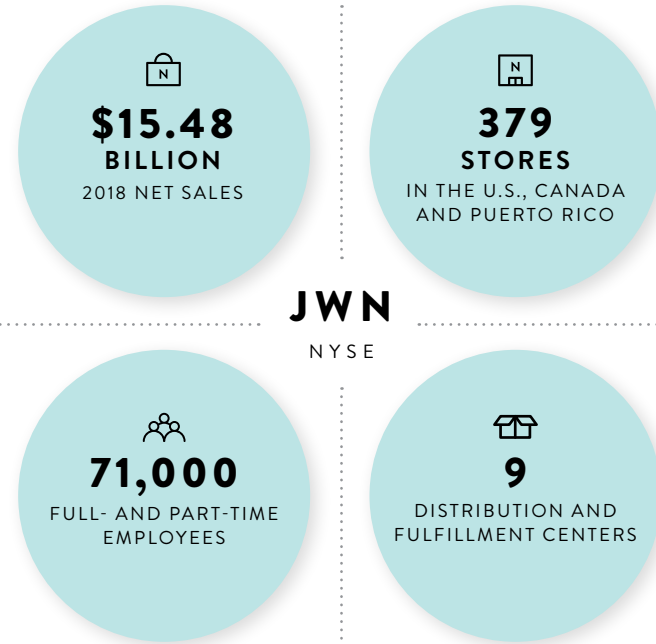 N
$15.48
BILLION
2018 NET SALES
N
379
STORES
IN THE U.S., CANADA
AND PUERTO RICO
JWN
NYSE
71,000
FULL- AND PART-TIME
EMPLOYEES
9
DISTRIBUTION AND
FULFILLMENT CENTERS